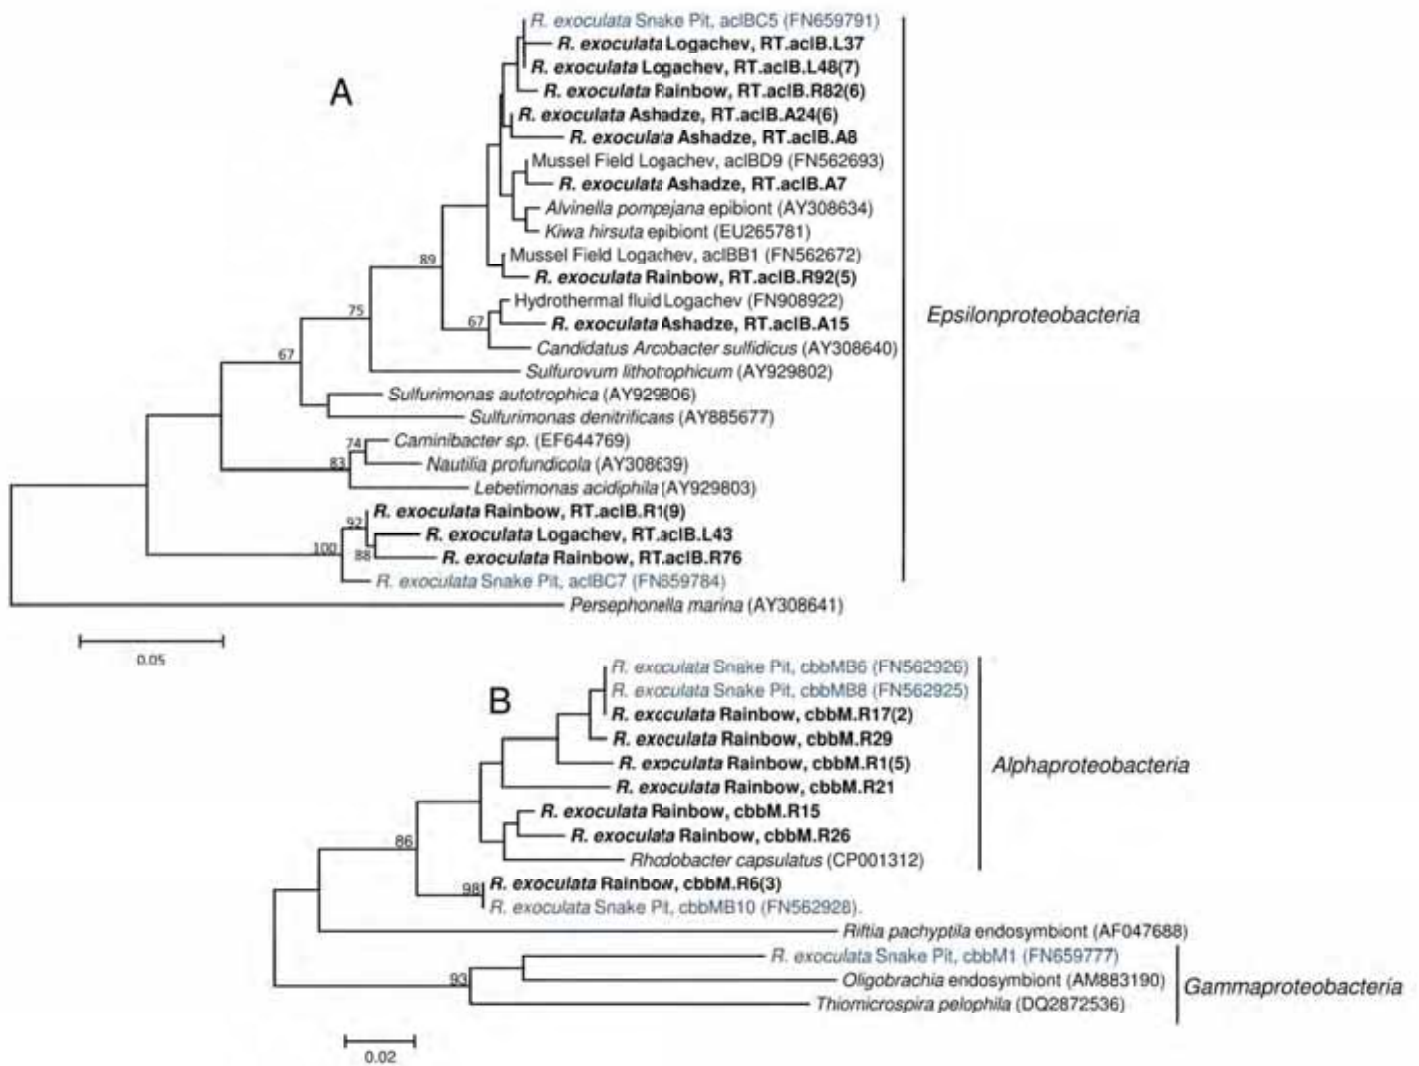 R. exoculata Snake Pit, aclBC5 (FN659791)
R. exoculata Logachev, RT.aclB.L37
A
R. exoculata Logachev, RT.aclB.L48(7)
R. exoculata Rainbow, RT.aclB.R82(6)
R. exoculata Ashadze, RT.aclB.A24(6)
R. exoculata Ashadze, RT.aclB.A8
Mussel Field Logachev, aclBD9 (FN562693)
R. exoculata Ashadze, RT.aclB.A7
Alvinella pompejana epibiont (AY308634)
Kiwa hirsuta epibiont (EU265781)
Mussel Field Logachev, aclBB1 (FN562672)
89
R. exoculata Rainbow, RT.aclB.R92(5)
Hydrothermal fluid Logachev (FN908922)
75
67
R. exoculata Ashadze, RT.aclB.A15
Epsilonproteobacteria
Candidatus Arcobacter sulfidicus (AY308640)
67
Sulfurovum lithotrophicum (AY929802)
Sulfurimonas autotrophica (AY929806)
Sulfurimonas denitrificans (AY885677)
74
Caminibacter sp. (EF644769)
83
Nautilia profundicola (AY308639)
Lebetimonas acidiphila (AY929803)
R. exoculata Rainbow, RT.aclB.R1(9)
92
R. exoculata Logachev, RT.aclB.L43
100
88
R. exoculata Rainbow, RT.aclB.R76
R. exoculata Snake Pit, aclBC7 (FN659784)
Persephonella marina (AY308641)
0.05
R. exoculata Snake Pit, cbbMB6 (FN562926)
B
R. exoculata Snake Pit, cbbMB8 (FN562925)
R. exoculata Rainbow, cbbM.R17(2)
R. exoculata Rainbow, cbbM.R29
R. exoculata Rainbow, cbbM.R1(5)
Alphaproteobacteria
R. exoculata Rainbow, cbbM.R21
R. exoculata Rainbow, cbbM.R15
R. exoculata Rainbow, cbbM.R26
86
Rhodobacter capsulatus (CP001312)
98
R. exoculata Rainbow, cbbM.R6(3)
R. exoculata Snake Pit, cbbMB10 (FN562928).
Riftia pachyptila endosymbiont (AF047688)
R. exoculata Snake Pit, cbbM1 (FN659777)
93
Oligobrachia endosymbiont (AM883190)
Gammaproteobacteria
Thiomicrospira pelophila (DQ2872536)
0.02